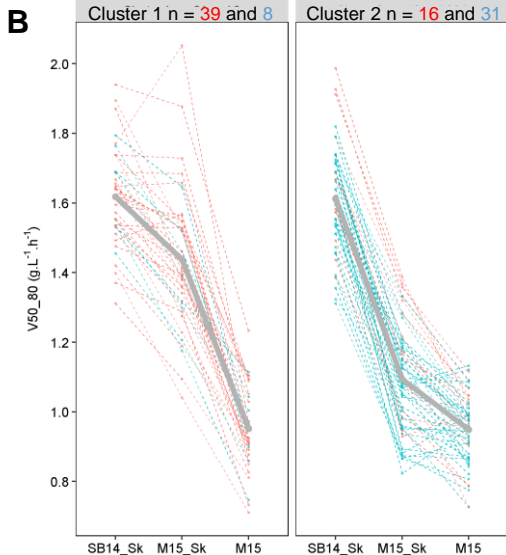 B
Cluster 1 n = 39 and 8
Cluster 2 n = 16 and 31
V50_80 (g.L⁻¹.h⁻¹)
2.0
1.8
1.6
1.4
1.2
1.0
0.8
SB14_Sk M15_Sk M15
SB14_Sk M15_Sk M15